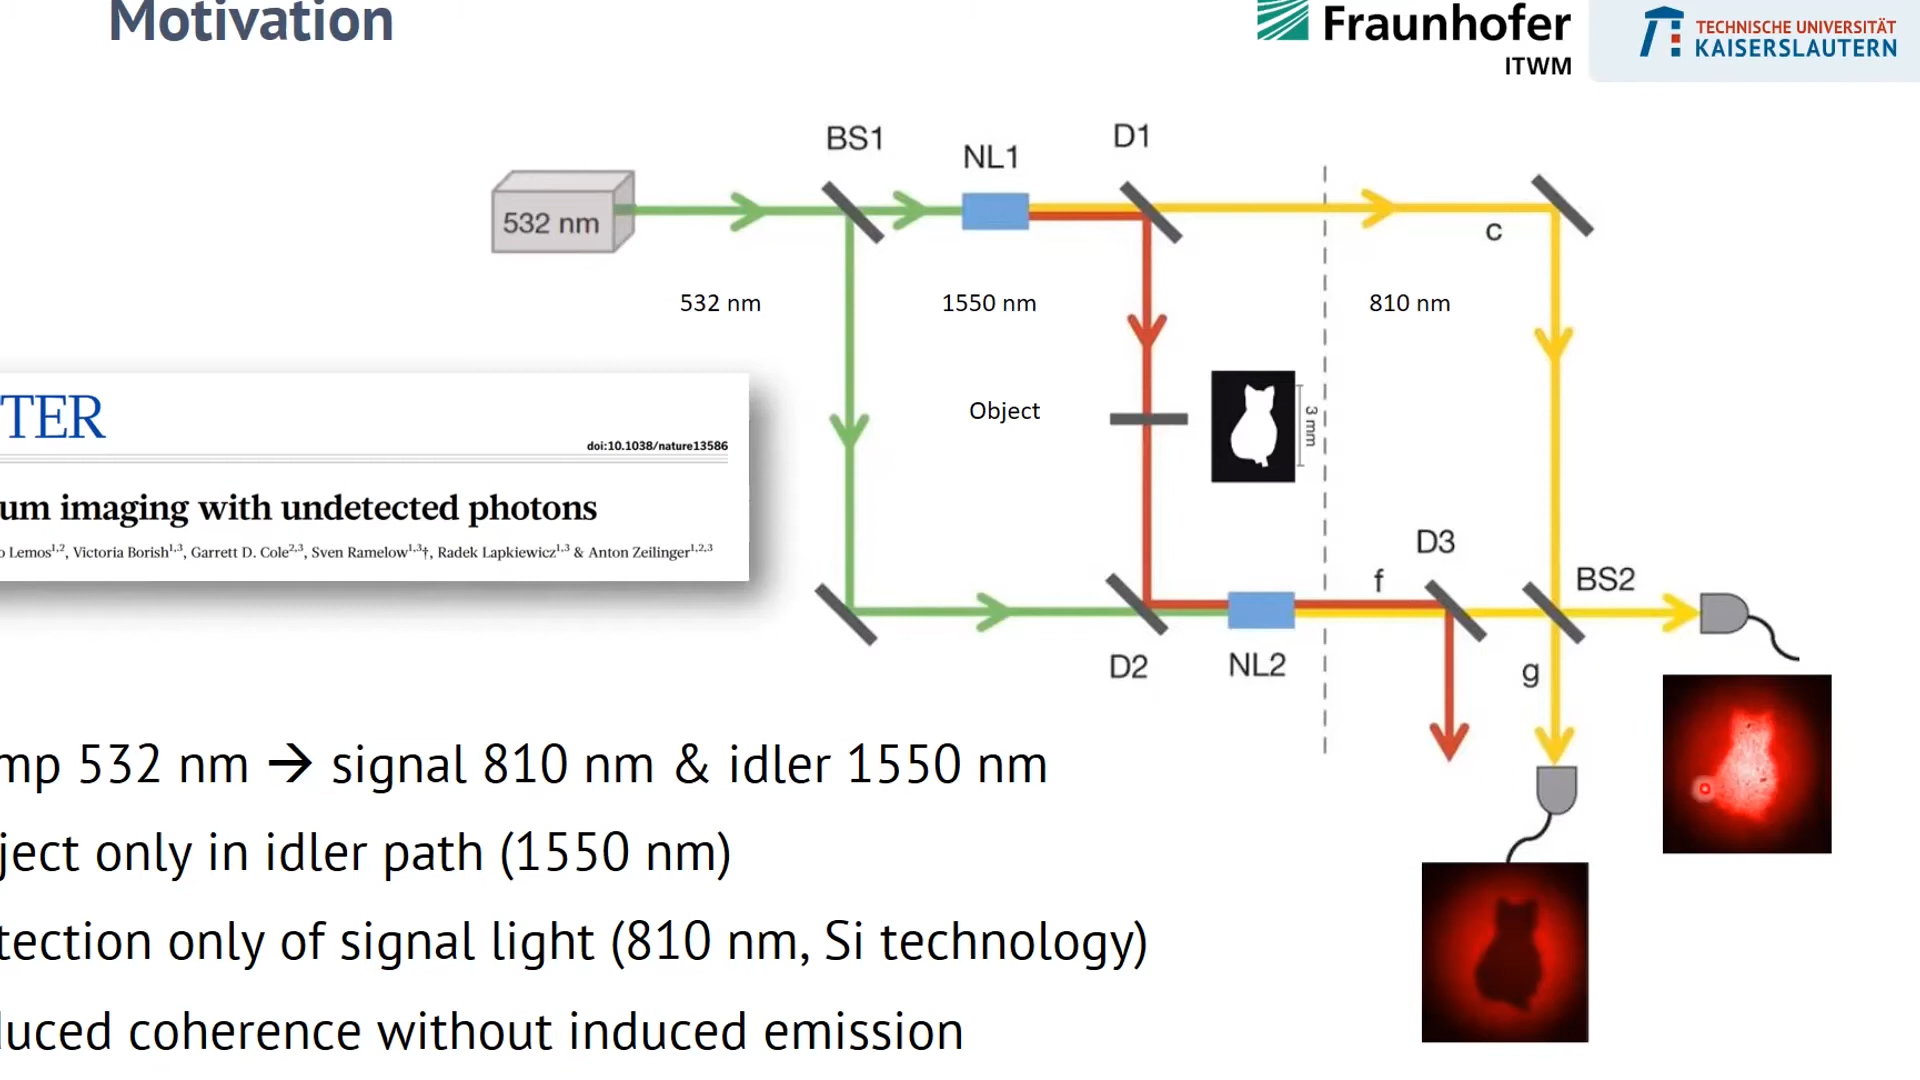 Motivation
Fraunhofer
ITWM
TECHNISCHE UNIVERSITÄT
KAISERSLAUTERN
BS1
NL1
D1
532 nm
c
532 nm
1550 nm
810 nm
Object
3 mm
TER
doi:10.1038/nature13586
um imaging with undetected photons
o Lemos1,2, Victoria Borish1,3, Garrett D. Cole2,3, Sven Ramelow1,3†, Radek Lapkiewicz1,3 & Anton Zeilinger1,2,3
D3
f
BS2
D2
NL2
g
mp 532 nm → signal 810 nm & idler 1550 nm
ject only in idler path (1550 nm)
tection only of signal light (810 nm, Si technology)
duced coherence without induced emission